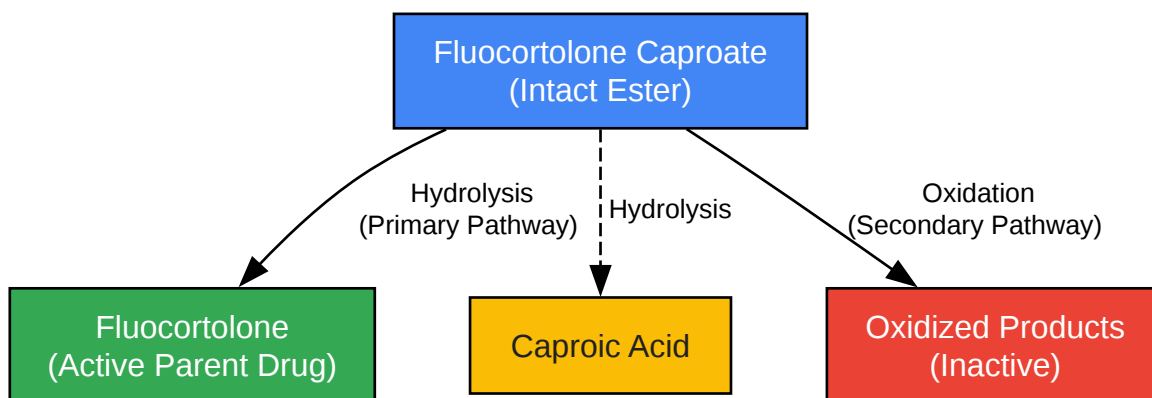 Fluocortolone Caproate
(Intact Ester)
Hydrolysis
(Primary Pathway)
Hydrolysis
Oxidation
(Secondary Pathway)
Fluocortolone
(Active Parent Drug)
Caproic Acid
Oxidized Products
(Inactive)